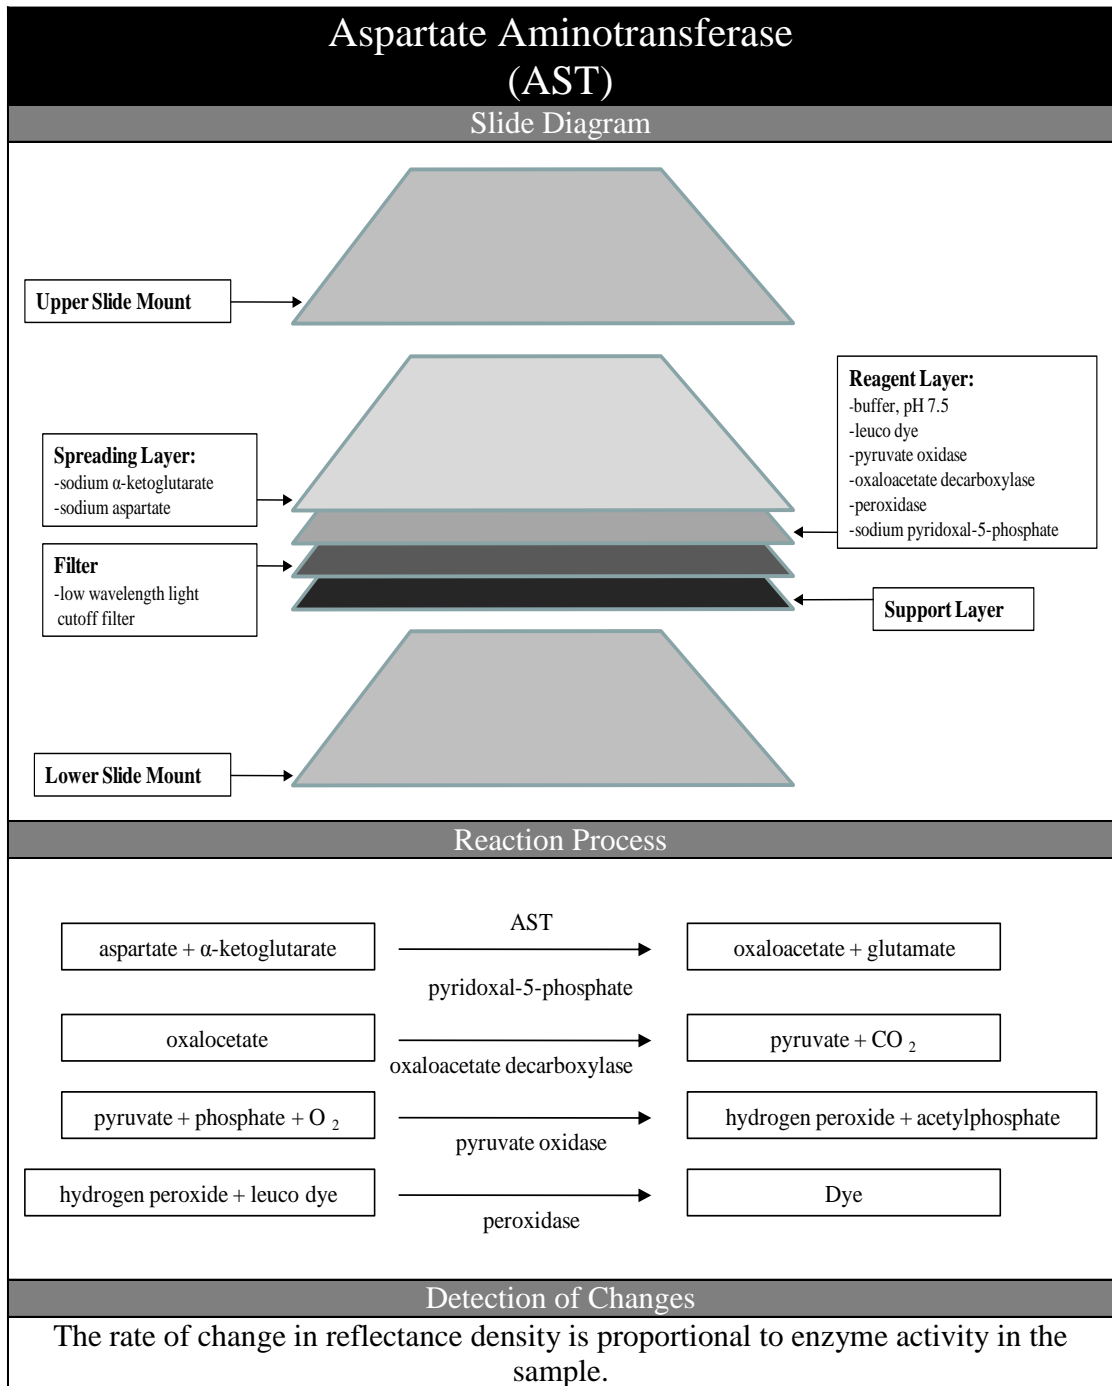 Aspartate Aminotransferase
(AST)
Slide Diagram
Upper Slide Mount
Spreading Layer:
-sodium α-ketoglutarate
-sodium aspartate
Reagent Layer:
-buffer, pH 7.5
-leuco dye
-pyruvate oxidase
-oxaloacetate decarboxylase
-peroxidase
-sodium pyridoxal-5-phosphate
Filter
-low wavelength light
cutoff filter
Support Layer
Lower Slide Mount
Reaction Process
aspartate + α-ketoglutarate
AST
pyridoxal-5-phosphate
oxaloacetate + glutamate
oxalocetate
oxaloacetate decarboxylase
pyruvate + CO 2
pyruvate + phosphate + O 2
pyruvate oxidase
hydrogen peroxide + acetylphosphate
hydrogen peroxide + leuco dye
peroxidase
Dye
Detection of Changes
The rate of change in reflectance density is proportional to enzyme activity in the
sample.